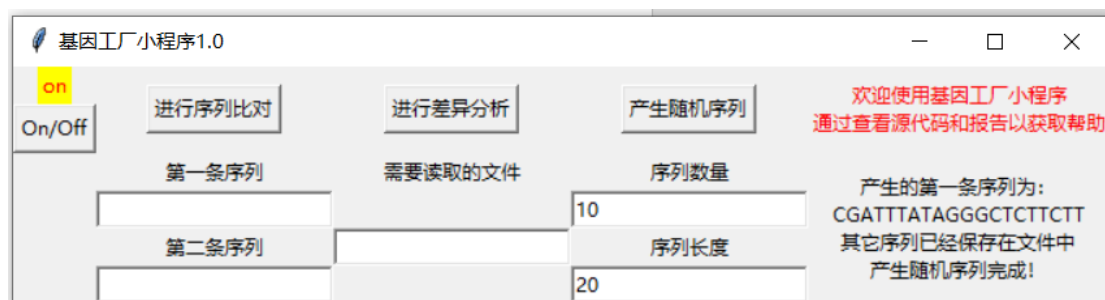 基因工厂小程序1.0
on
On/Off
进行序列比对
进行差异分析
产生随机序列
欢迎使用基因工厂小程序
通过查看源代码和报告以获取帮助
第一条序列
需要读取的文件
序列数量
10
第二条序列
序列长度
20
产生的第一条序列为：
CGATTTATAGGGCTCTTCTT
其它序列已经保存在文件中
产生随机序列完成！